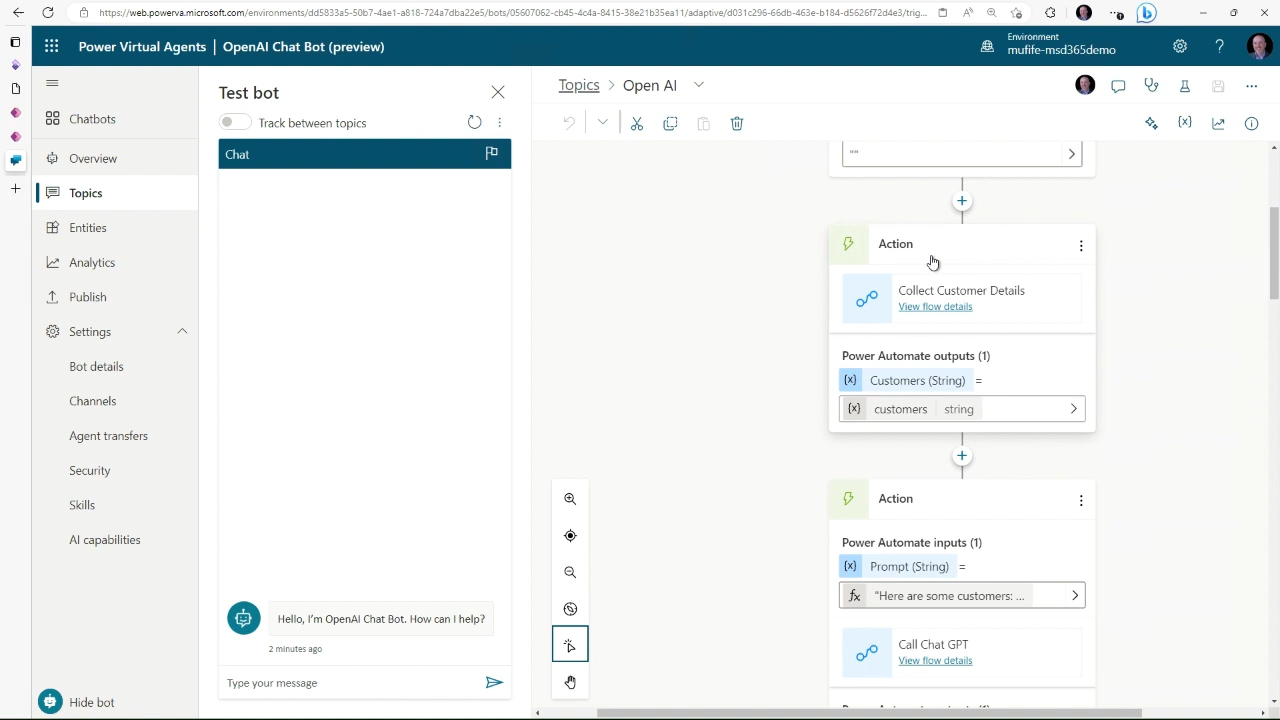 https://web.powerva.microsoft.com/environments/dd5833a5-50b7-4ae1-a818-724a7dba22e5/bots/05607062-cb45-4c4a-8415-38e21b35ea11/adaptive/d031c296-66db-463e-b184-d5626f72d4e3/trig...
Power Virtual Agents | OpenAI Chat Bot (preview)
Environment
mufife-msd365demo
Chatbots
Overview
Topics
Entities
Analytics
Publish
Settings
Bot details
Channels
Agent transfers
Security
Skills
AI capabilities
Hide bot
Test bot
Track between topics
Chat
Hello, I'm OpenAI Chat Bot. How can I help?
2 minutes ago
Type your message
Topics > Open AI
""
Action
Collect Customer Details
View flow details
Power Automate outputs (1)
{x} Customers (String) =
{x} customers string
Action
Power Automate inputs (1)
{x} Prompt (String) =
fx "Here are some customers: ...
Call Chat GPT
View flow details